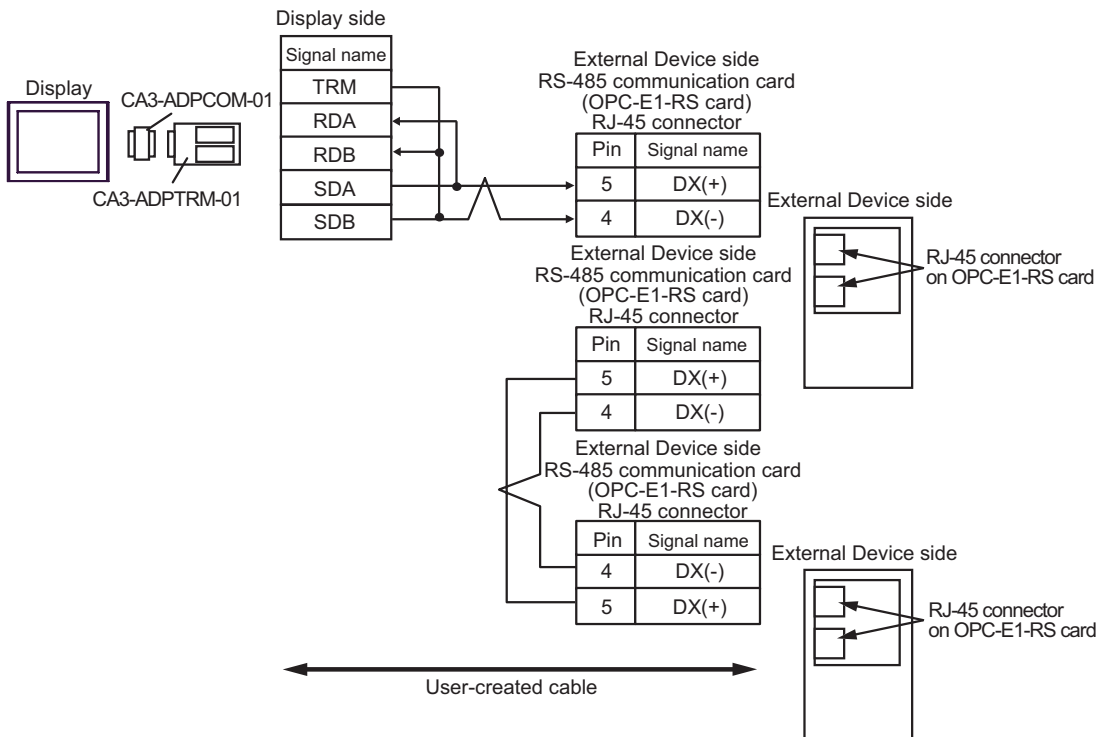 Display side
Signal name
TRM
RDA
RDB
SDA
SDB
Display
CA3-ADPCOM-01
CA3-ADPTRM-01
External Device side
RS-485 communication card
(OPC-E1-RS card)
RJ-45 connector
Pin Signal name
5 DX(+)
4 DX(-)
External Device side
RJ-45 connector
on OPC-E1-RS card
External Device side
RS-485 communication card
(OPC-E1-RS card)
RJ-45 connector
Pin Signal name
5 DX(+)
4 DX(-)
External Device side
RS-485 communication card
(OPC-E1-RS card)
RJ-45 connector
Pin Signal name
4 DX(-)
5 DX(+)
External Device side
RJ-45 connector
on OPC-E1-RS card
User-created cable